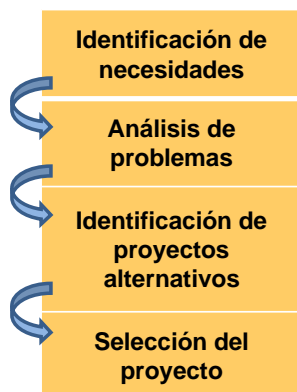 Identificación de
necesidades
Análisis de
problemas
Identificación de
proyectos
alternativos
Selección del
proyecto